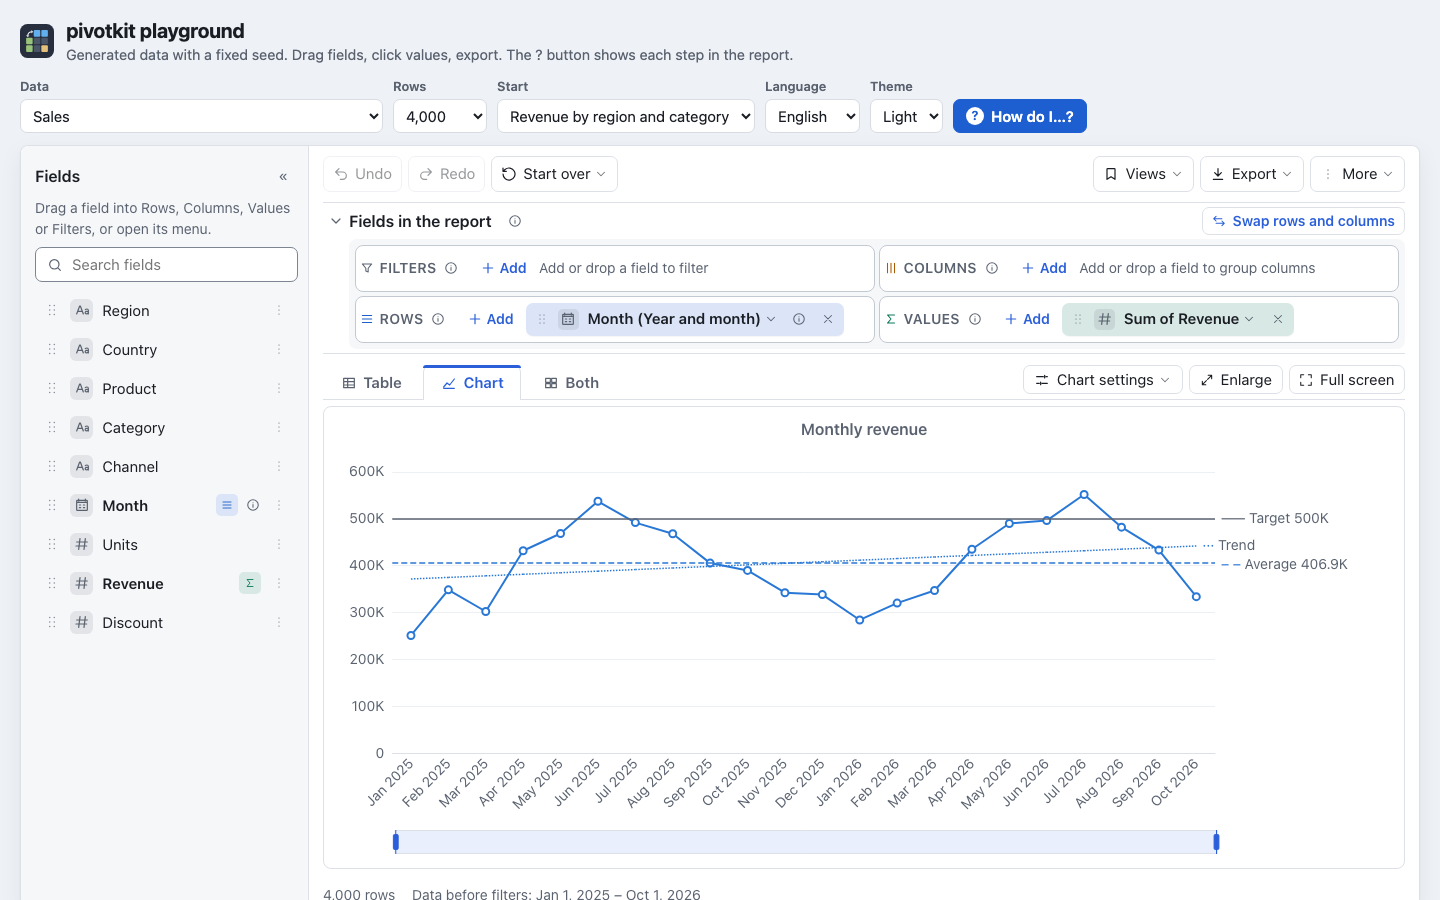 pivotkit playground
Generated data with a fixed seed. Drag fields, click values, export. The ? button shows each step in the report.
Data
Rows
Start
Language
Theme
Sales
4,000
Revenue by region and category
English
Light
? How do I...?
Fields
«
Drag a field into Rows, Columns, Values
or Filters, or open its menu.
Search fields
Aa Region
Aa Country
Aa Product
Aa Category
Aa Channel
Month
# Units
# Revenue Σ
# Discount
Undo
Redo
Start over
Views
Export
More
Fields in the report
Swap rows and columns
FILTERS + Add Add or drop a field to filter
COLUMNS + Add Add or drop a field to group columns
ROWS + Add Month (Year and month)
Σ VALUES + Add # Sum of Revenue
Table
Chart
Both
Chart settings
Enlarge
Full screen
Monthly revenue
600K
500K
400K
300K
200K
100K
0
Target 500K
Trend
Average 406.9K
Jan 2025
Feb 2025
Mar 2025
Apr 2025
May 2025
Jun 2025
Jul 2025
Aug 2025
Sep 2025
Oct 2025
Nov 2025
Dec 2025
Jan 2026
Feb 2026
Mar 2026
Apr 2026
May 2026
Jun 2026
Jul 2026
Aug 2026
Sep 2026
Oct 2026
4,000 rows Data before filters: Jan 1, 2025 – Oct 1, 2026